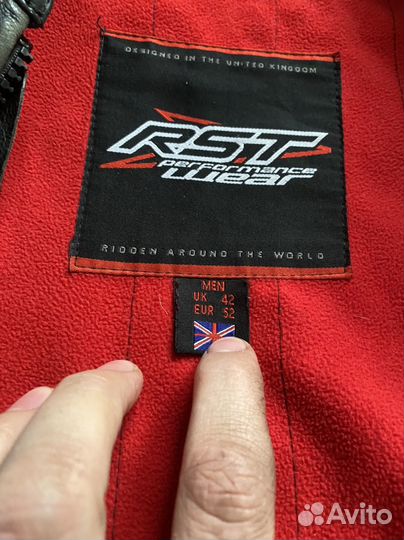 DESIGNED IN THE UNITED KINGDOM
RST
performance
wear
RIDDEN AROUND THE WORLD
MEN
UK 42
EUR 52
Avito